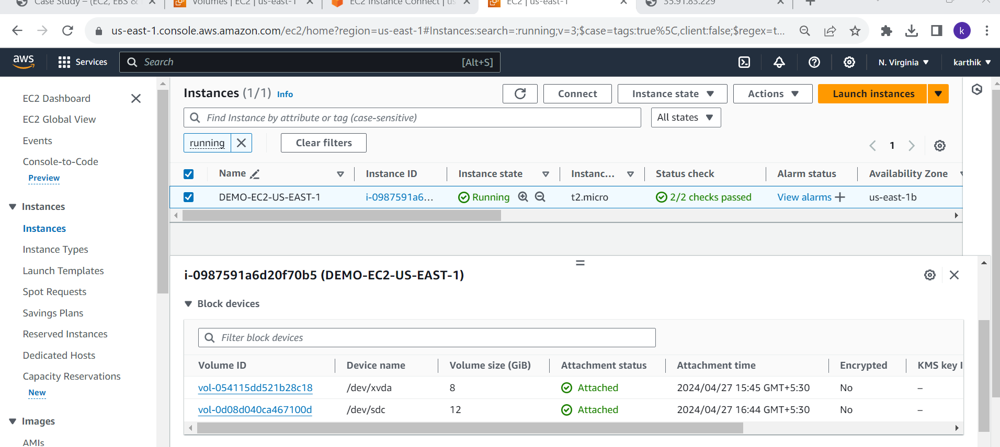 Case Study – (EC2, EBS &
Volumes | EC2 | us-east-1
EC2 Instance Connect | us
EC2 | us-east-1
35.91.83.229
us-east-1.console.aws.amazon.com/ec2/home?region=us-east-1#Instances:search=:running;v=3;$case=tags:true%5C,client:false;$regex=t...
k
aws
Services
Search
[Alt+S]
N. Virginia
karthik
EC2 Dashboard
EC2 Global View
Events
Console-to-Code
Preview
Instances
Instances
Instance Types
Launch Templates
Spot Requests
Savings Plans
Reserved Instances
Dedicated Hosts
Capacity Reservations
New
Images
AMIs
Instances (1/1) Info
Connect
Instance state
Actions
Launch instances
Find Instance by attribute or tag (case-sensitive)
All states
running
Clear filters
1
Name Instance ID Instance state Instanc... Status check Alarm status Availability Zone
DEMO-EC2-US-EAST-1 i-0987591a6... Running t2.micro 2/2 checks passed View alarms us-east-1b
i-0987591a6d20f70b5 (DEMO-EC2-US-EAST-1)
Block devices
Filter block devices
Volume ID Device name Volume size (GiB) Attachment status Attachment time Encrypted KMS key I
vol-054115dd521b28c18 /dev/xvda 8 Attached 2024/04/27 15:45 GMT+5:30 No –
vol-0d08d040ca467100d /dev/sdc 12 Attached 2024/04/27 16:44 GMT+5:30 No –